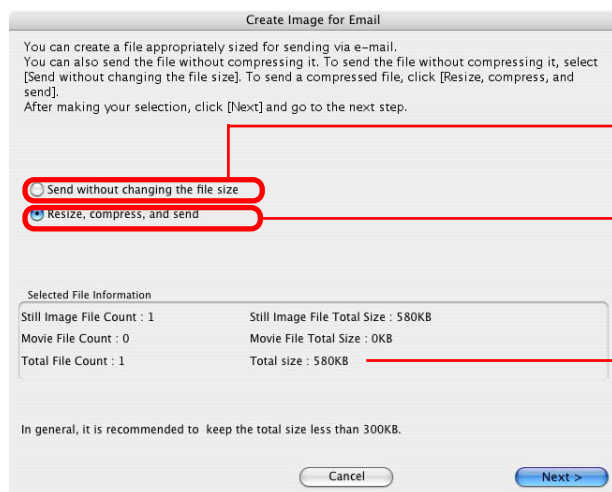 Create Image for Email
You can create a file appropriately sized for sending via e-mail.
You can also send the file without compressing it. To send the file without compressing it, select
[Send without changing the file size]. To send a compressed file, click [Resize, compress, and
send].
After making your selection, click [Next] and go to the next step.
Send without changing the file size
Resize, compress, and send
Selected File Information
Still Image File Count : 1 Still Image File Total Size : 580KB
Movie File Count : 0 Movie File Total Size : 0KB
Total File Count : 1 Total size : 580KB
In general, it is recommended to keep the total size less than 300KB.
Cancel Next >